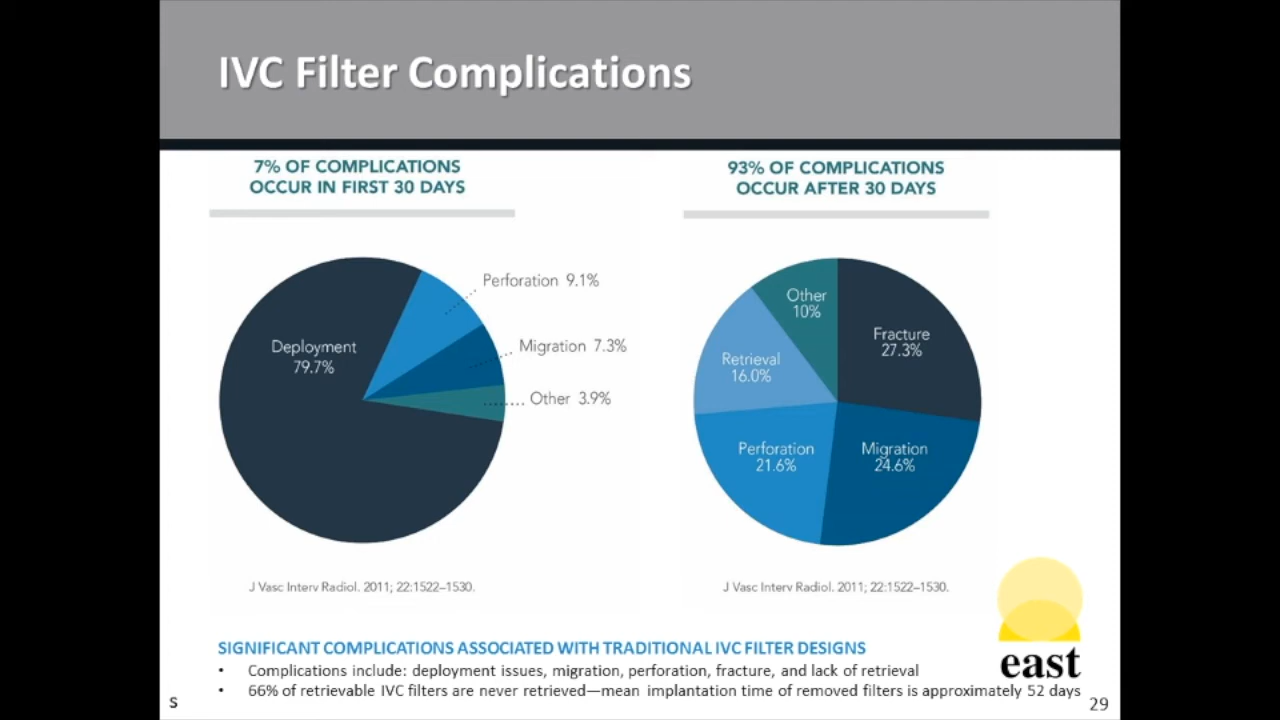 IVC Filter Complications
7% OF COMPLICATIONS
OCCUR IN FIRST 30 DAYS
Perforation 9.1%
Deployment
79.7%
Migration 7.3%
Other 3.9%
J Vasc Interv Radiol. 2011; 22:1522–1530.
93% OF COMPLICATIONS
OCCUR AFTER 30 DAYS
Other
10%
Fracture
27.3%
Retrieval
16.0%
Perforation
21.6%
Migration
24.6%
J Vasc Interv Radiol. 2011; 22:1522–1530.
SIGNIFICANT COMPLICATIONS ASSOCIATED WITH TRADITIONAL IVC FILTER DESIGNS
• Complications include: deployment issues, migration, perforation, fracture, and lack of retrieval
• 66% of retrievable IVC filters are never retrieved—mean implantation time of removed filters is approximately 52 days
east
S
29